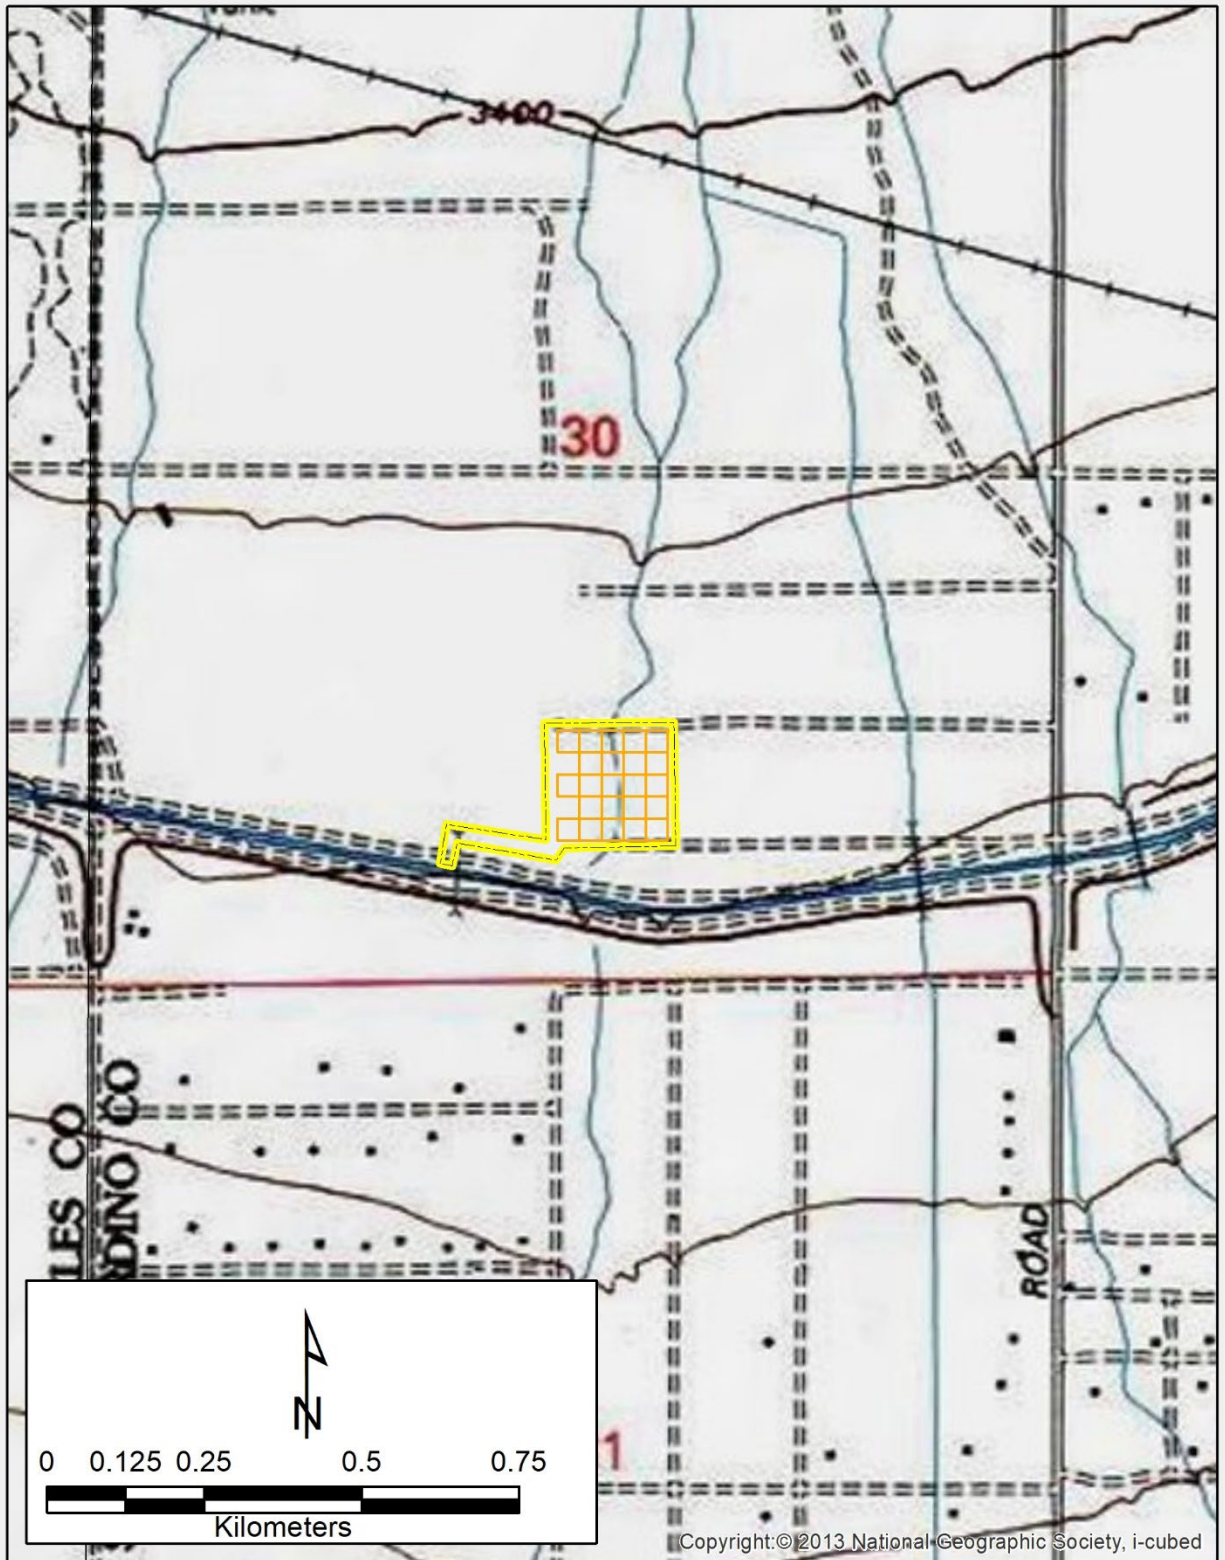 3400
30
LES CO
RDINO CO
ROAD
1
N
0 0.125 0.25 0.5 0.75
Kilometers
Copyright:© 2013 National Geographic Society, i-cubed